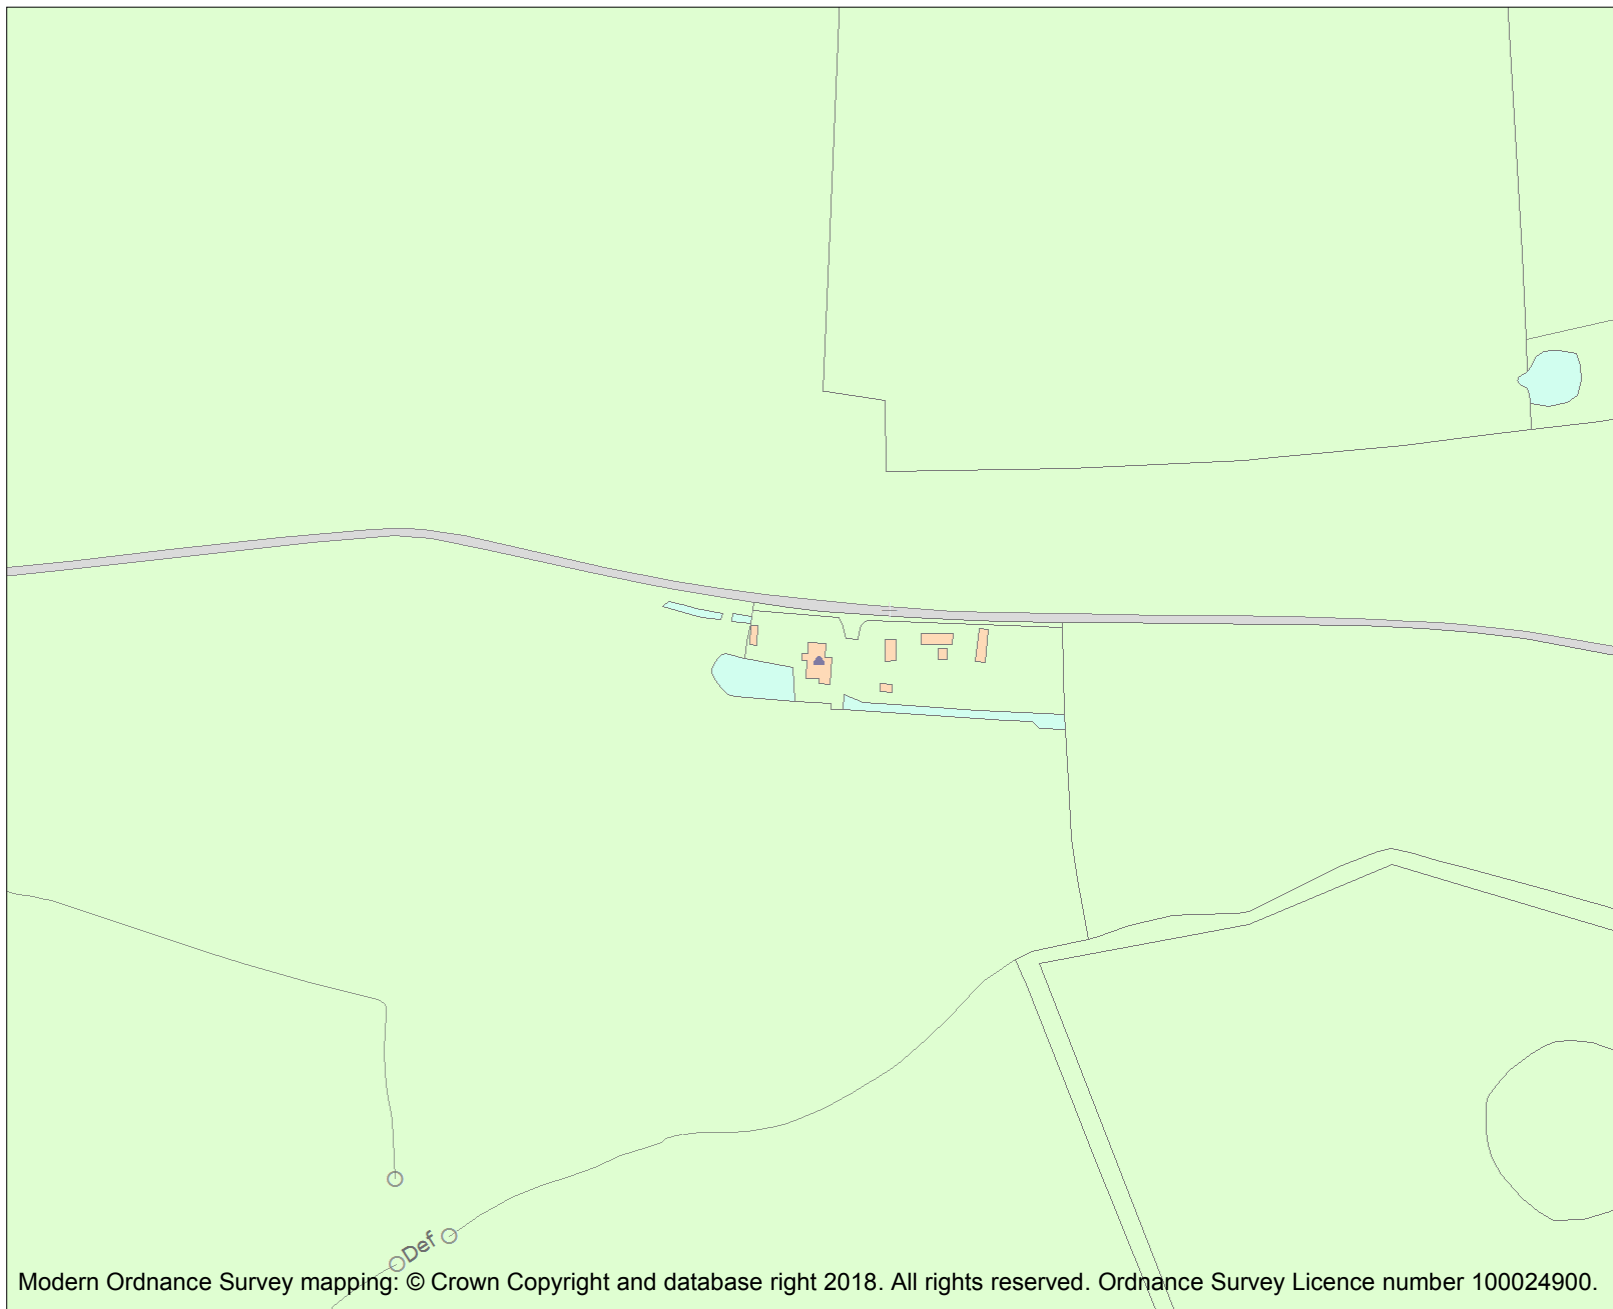 Def
Modern Ordnance Survey mapping: © Crown Copyright and database right 2018. All rights reserved. Ordnance Survey Licence number 100024900.